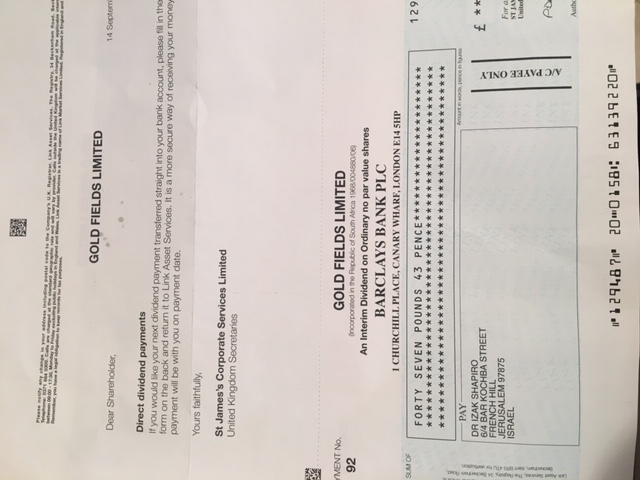 Please notify any change in your address including postal code to the Company's U.K. Registrar, Link Asset Services, The Registry, 34 Beckenham Road, Beck
Telephone: 0371 664 0300. Calls are charged at the standard geographic rate and will vary by provider. Calls outside the United Kingdom will be charged at the applicable inter
between 09:00 - 17:30, Monday to Friday excluding public holidays in England and Wales. Link Asset Services is a trading name of Link Market Services Limited. Registered in England and
Remember, you have a legal obligation to keep records for tax purposes.
GOLD FIELDS LIMITED
Dear Shareholder, 14 Septem
Direct dividend payments
If you would like your next dividend payment transferred straight into your bank account, please fill in the
form on the back and return it to Link Asset Services. It is a more secure way of receiving your money
payment will be with you on payment date.
Yours faithfully,
St James's Corporate Services Limited
United Kingdom Secretaries
YMENT No.
92
GOLD FIELDS LIMITED
(Incorporated in the Republic of South Africa 1968/004880/06)
An Interim Dividend on Ordinary no par value shares
BARCLAYS BANK PLC
1 CHURCHILL PLACE, CANARY WHARF, LONDON E14 5HP
SUM OF
FORTY SEVEN POUNDS 43 PENCE**********************
129
Amount in words, pence in figures
PAY
DR IZAK SHAPIRO
6/4 BAR KOCHBA STREET
FRENCH HILL
JERUSALEM 97875
ISRAEL
A/C PAYEE ONLY
£ **
For a
ST JAM
United
Autho
Link Asset Services, The Registry, 34 Beckenham Road,
Beckenham, Kent BR3 4TU for verification.
129487 20 0158 63139220